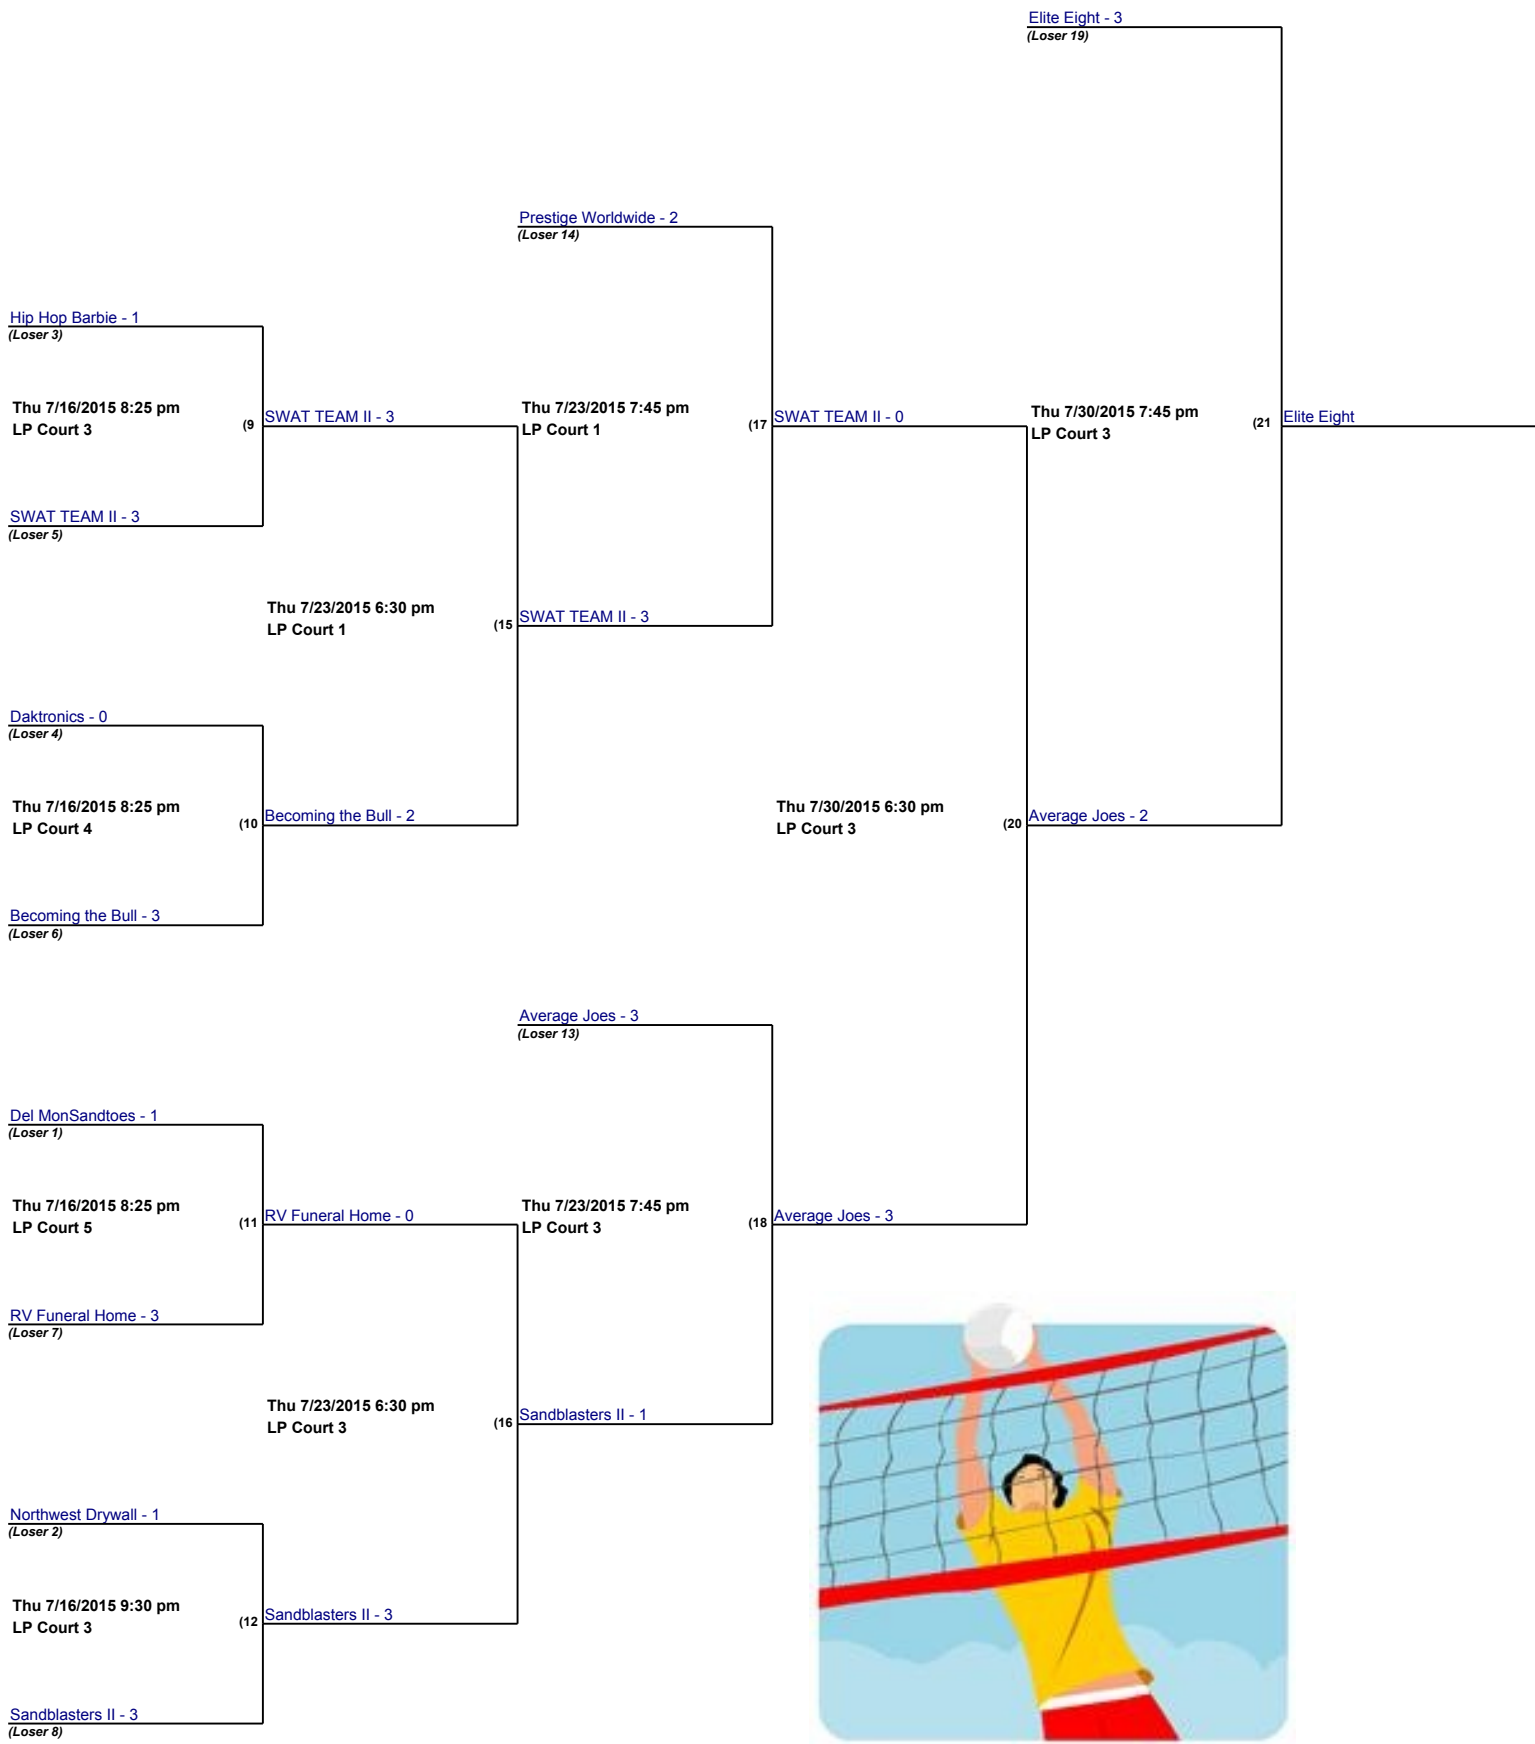 Elite Eight - 3
(Loser 19)
Prestige Worldwide - 2
(Loser 14)
Hip Hop Barbie - 1
(Loser 3)
Thu 7/16/2015 8:25 pm
LP Court 3
(9
SWAT TEAM II - 3
Thu 7/23/2015 7:45 pm
LP Court 1
(17
SWAT TEAM II - 0
Thu 7/30/2015 7:45 pm
LP Court 3
(21
Elite Eight
SWAT TEAM II - 3
(Loser 5)
Thu 7/23/2015 6:30 pm
LP Court 1
(15
SWAT TEAM II - 3
Daktronics - 0
(Loser 4)
Thu 7/16/2015 8:25 pm
LP Court 4
(10
Becoming the Bull - 2
Thu 7/30/2015 6:30 pm
LP Court 3
(20
Average Joes - 2
Becoming the Bull - 3
(Loser 6)
Average Joes - 3
(Loser 13)
Del MonSandtoes - 1
(Loser 1)
Thu 7/16/2015 8:25 pm
LP Court 5
(11
RV Funeral Home - 0
Thu 7/23/2015 7:45 pm
LP Court 3
(18
Average Joes - 3
RV Funeral Home - 3
(Loser 7)
Thu 7/23/2015 6:30 pm
LP Court 3
(16
Sandblasters II - 1
Northwest Drywall - 1
(Loser 2)
Thu 7/16/2015 9:30 pm
LP Court 3
(12
Sandblasters II - 3
Sandblasters II - 3
(Loser 8)